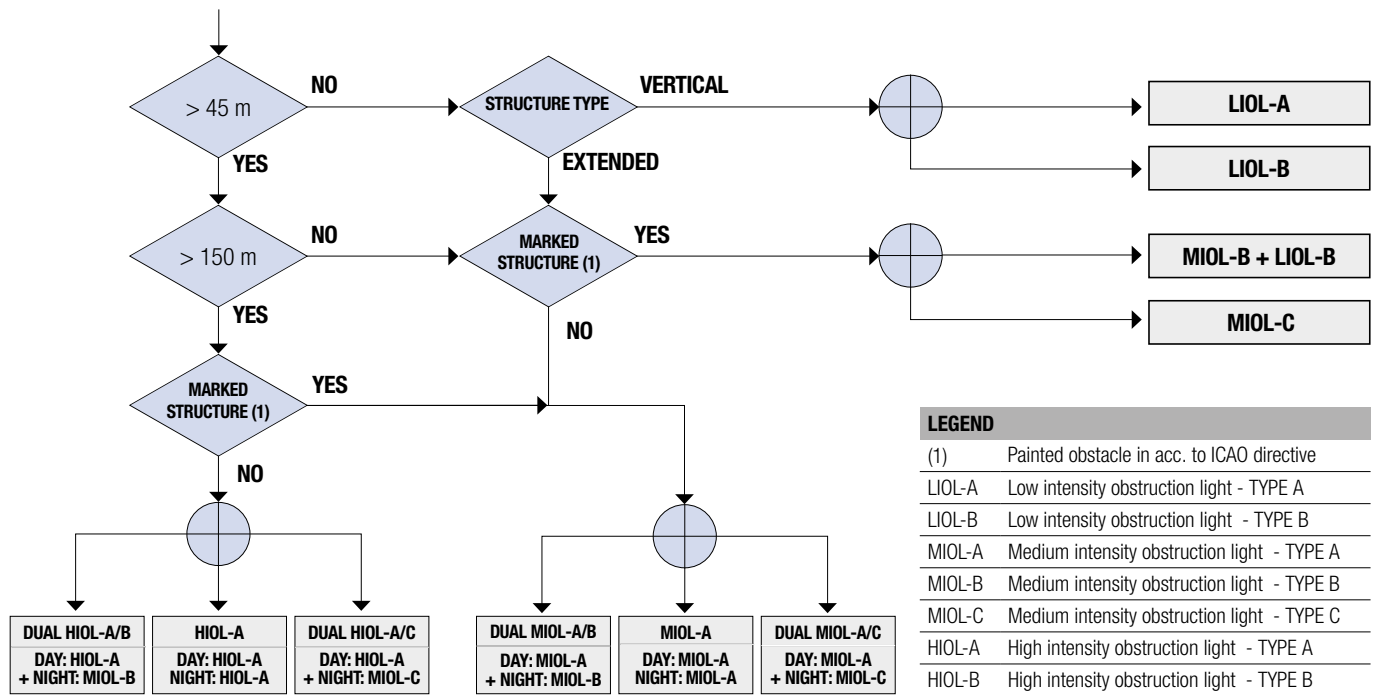 > 45 m
NO
STRUCTURE TYPE
VERTICAL
LIOL-A
YES
EXTENDED
LIOL-B
> 150 m
NO
MARKED
STRUCTURE (1)
YES
MIOL-B + LIOL-B
YES
NO
MIOL-C
MARKED
STRUCTURE (1)
YES
NO
DUAL HIOL-A/B
DAY: HIOL-A
+ NIGHT: MIOL-B
HIOL-A
DAY: HIOL-A
NIGHT: HIOL-A
DUAL HIOL-A/C
DAY: HIOL-A
+ NIGHT: MIOL-C
DUAL MIOL-A/B
DAY: MIOL-A
+ NIGHT: MIOL-B
MIOL-A
DAY: MIOL-A
NIGHT: MIOL-A
DUAL MIOL-A/C
DAY: MIOL-A
+ NIGHT: MIOL-C
LEGEND
(1) Painted obstacle in acc. to ICAO directive
LIOL-A Low intensity obstruction light - TYPE A
LIOL-B Low intensity obstruction light - TYPE B
MIOL-A Medium intensity obstruction light - TYPE A
MIOL-B Medium intensity obstruction light - TYPE B
MIOL-C Medium intensity obstruction light - TYPE C
HIOL-A High intensity obstruction light - TYPE A
HIOL-B High intensity obstruction light - TYPE B